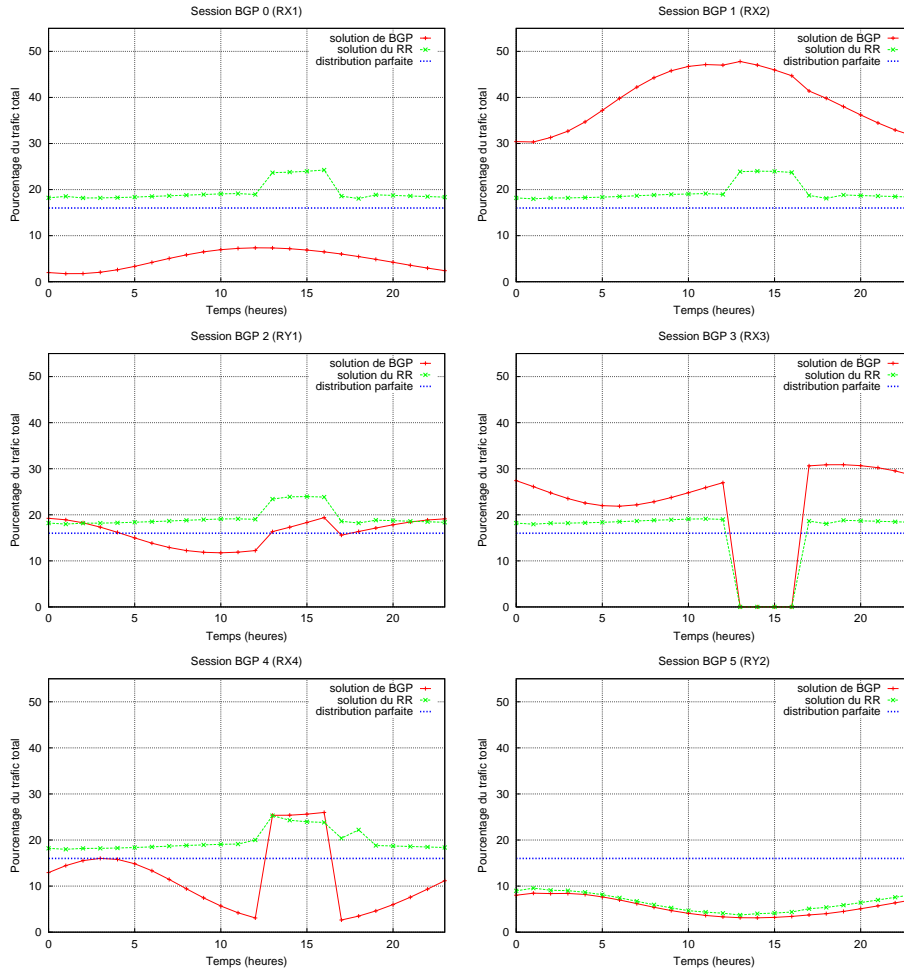 Session BGP 0 (RX1)
Pourcentage du trafic total
50
40
30
20
10
0
solution de BGP
solution du RR
distribution parfaite
0 5 10 15 20
Temps (heures)
Session BGP 1 (RX2)
Pourcentage du trafic total
50
40
30
20
10
0
solution de BGP
solution du RR
distribution parfaite
0 5 10 15 20
Temps (heures)
Session BGP 2 (RY1)
Pourcentage du trafic total
50
40
30
20
10
0
solution de BGP
solution du RR
distribution parfaite
0 5 10 15 20
Temps (heures)
Session BGP 3 (RX3)
Pourcentage du trafic total
50
40
30
20
10
0
solution de BGP
solution du RR
distribution parfaite
0 5 10 15 20
Temps (heures)
Session BGP 4 (RX4)
Pourcentage du trafic total
50
40
30
20
10
0
solution de BGP
solution du RR
distribution parfaite
0 5 10 15 20
Temps (heures)
Session BGP 5 (RY2)
Pourcentage du trafic total
50
40
30
20
10
0
solution de BGP
solution du RR
distribution parfaite
0 5 10 15 20
Temps (heures)